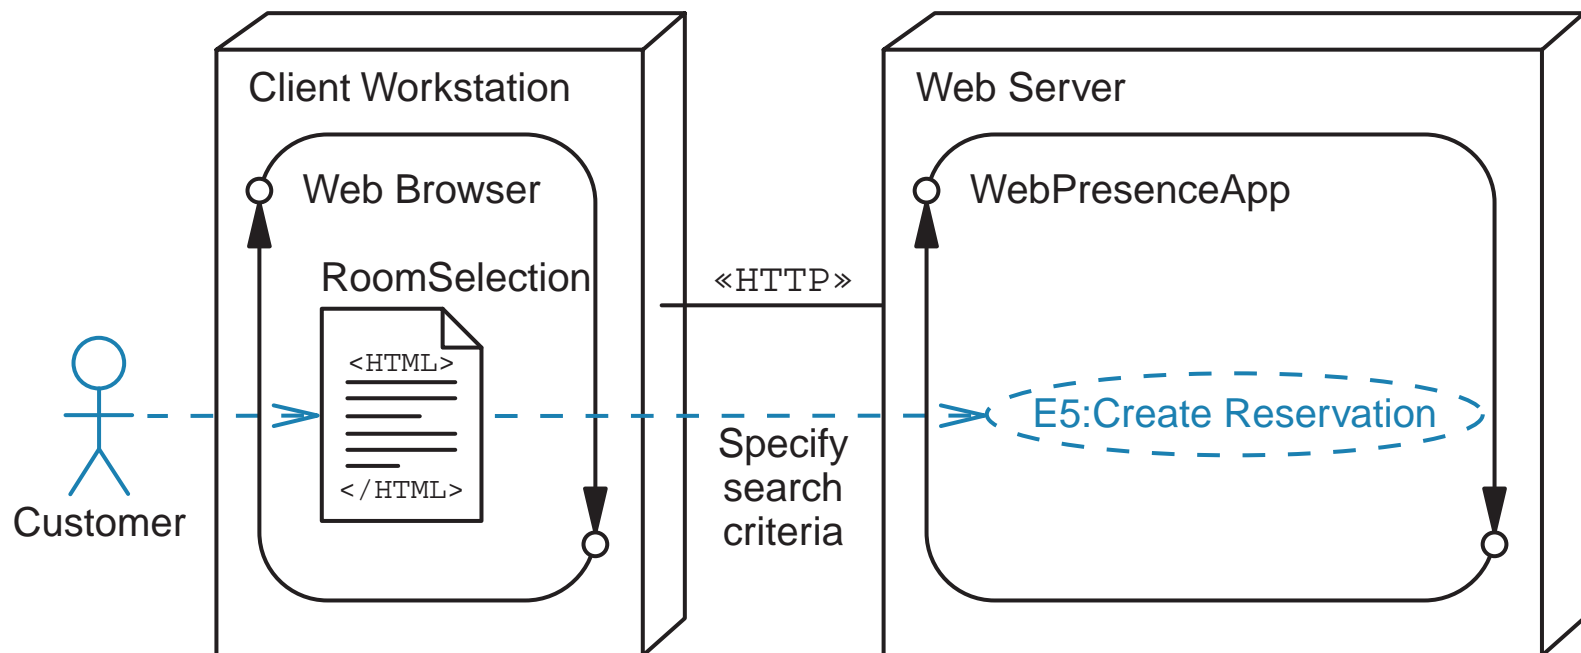 Client Workstation
Web Server
Web Browser
WebPresenceApp
RoomSelection
«HTTP»
<HTML>
E5:Create Reservation
Specify
search
criteria
</HTML>
Customer